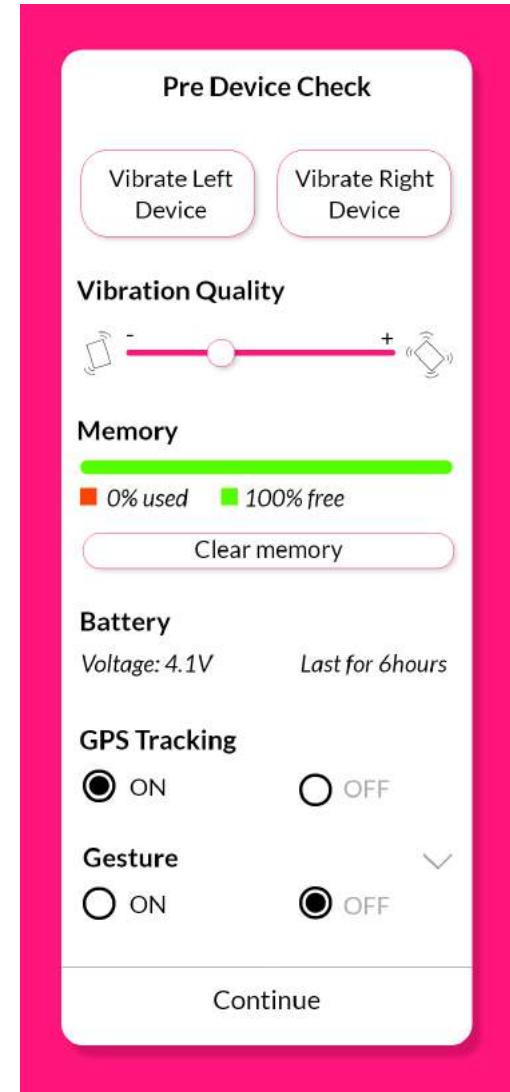 Pre Device Check
Vibrate Left
Device
Vibrate Right
Device
Vibration Quality
- +
Memory
0% used 100% free
Clear memory
Battery
Voltage: 4.1V Last for 6hours
GPS Tracking
ON OFF
Gesture
ON OFF
Continue